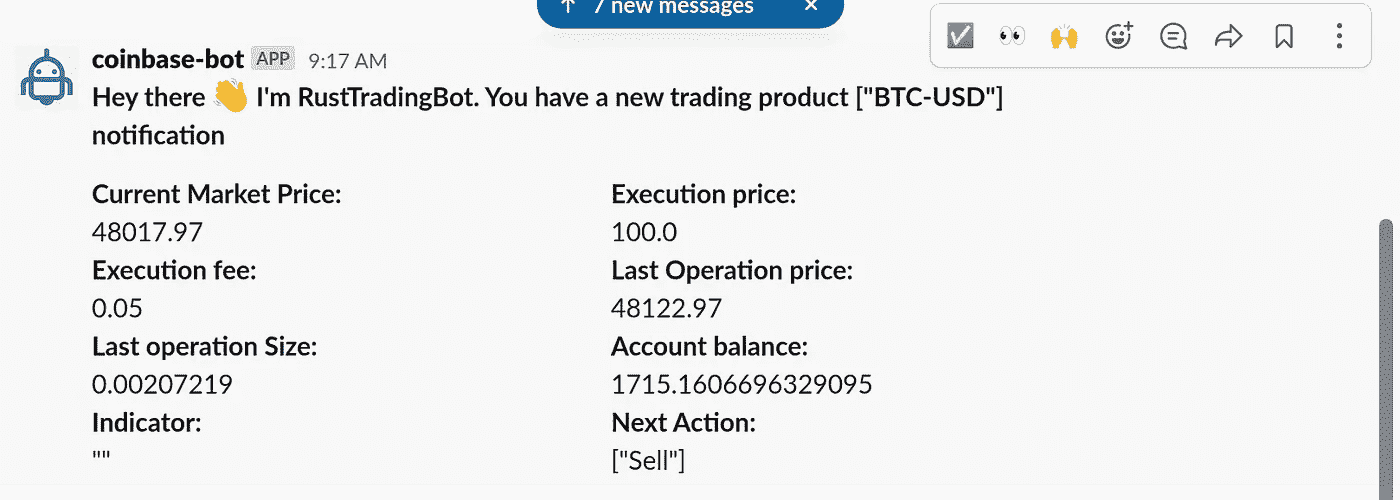 7 new messages
coinbase-bot APP 9:17 AM
Hey there 👋 I'm RustTradingBot. You have a new trading product ["BTC-USD"]
notification
Current Market Price:
48017.97
Execution price:
100.0
Execution fee:
0.05
Last Operation price:
48122.97
Last operation Size:
0.00207219
Account balance:
1715.1606696329095
Indicator:
""
Next Action:
["Sell"]